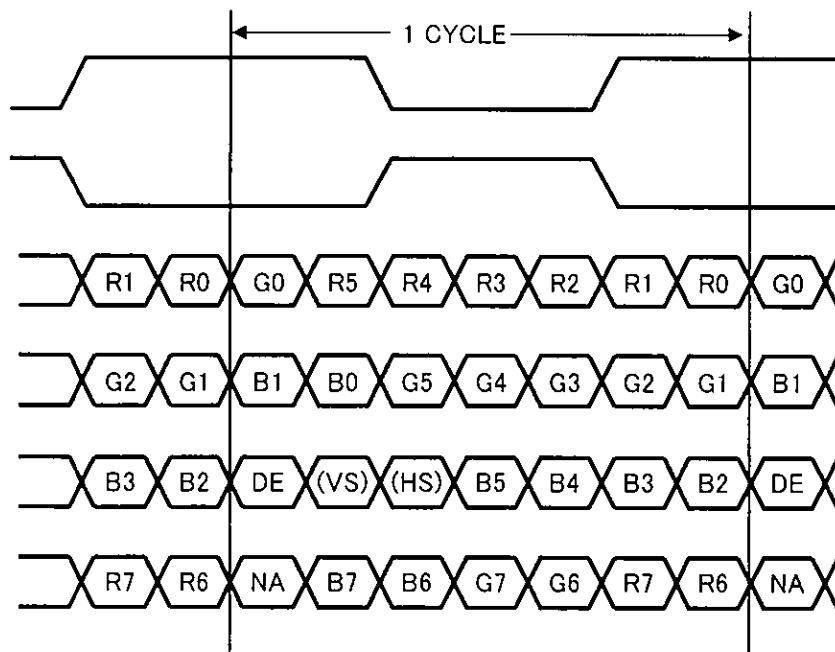 1 CYCLE
R1 R0 G0 R5 R4 R3 R2 R1 R0 G0
G2 G1 B1 B0 G5 G4 G3 G2 G1 B1
B3 B2 DE (VS) (HS) B5 B4 B3 B2 DE
R7 R6 NA B7 B6 G7 G6 R7 R6 NA